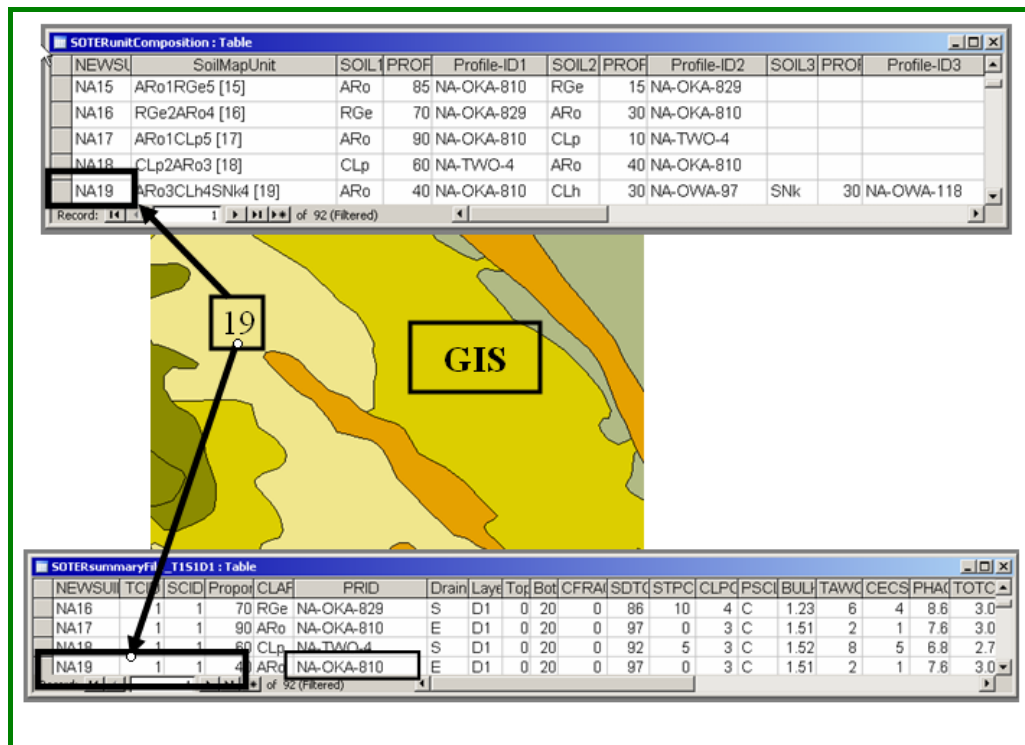 SOTERunitComposition : Table
NEWSU SoilMapUnit SOIL1 PROF Profile-ID1 SOIL2 PROF Profile-ID2 SOIL3 PROF Profile-ID3
NA15 ARo1RGe5 [15] ARo 85 NA-OKA-810 RGe 15 NA-OKA-829
NA16 RGe2ARo4 [16] RGe 70 NA-OKA-829 ARo 30 NA-OKA-810
NA17 ARo1CLp5 [17] ARo 90 NA-OKA-810 CLp 10 NA-TWO-4
NA18 CLp2ARo3 [18] CLp 60 NA-TWO-4 ARo 40 NA-OKA-810
NA19 ARo3CLh4SNk4 [19] ARo 40 NA-OKA-810 CLh 30 NA-OWA-97 SNk 30 NA-OWA-118
Record: 1 of 92 (Filtered)
19
GIS
SOTERsummaryFile_T1S1D1 : Table
NEWSUI TCID SCID Propor CLAF PRID Drain Laye Top Bot CFRA SDTC STPC CLPC PSCI BULK TAWC CECS PHAC TOTC
NA16 1 1 70 RGe NA-OKA-829 S D1 0 20 0 86 10 4 C 1.23 6 4 8.6 3.0
NA17 1 1 90 ARo NA-OKA-810 E D1 0 20 0 97 0 3 C 1.51 2 1 7.6 3.0
NA18 1 1 60 CLp NA-TWO-4 S D1 0 20 0 92 5 3 C 1.52 8 5 6.8 2.7
NA19 1 1 40 ARo NA-OKA-810 E D1 0 20 0 97 0 3 C 1.51 2 1 7.6 3.0
Record: 1 of 92 (Filtered)